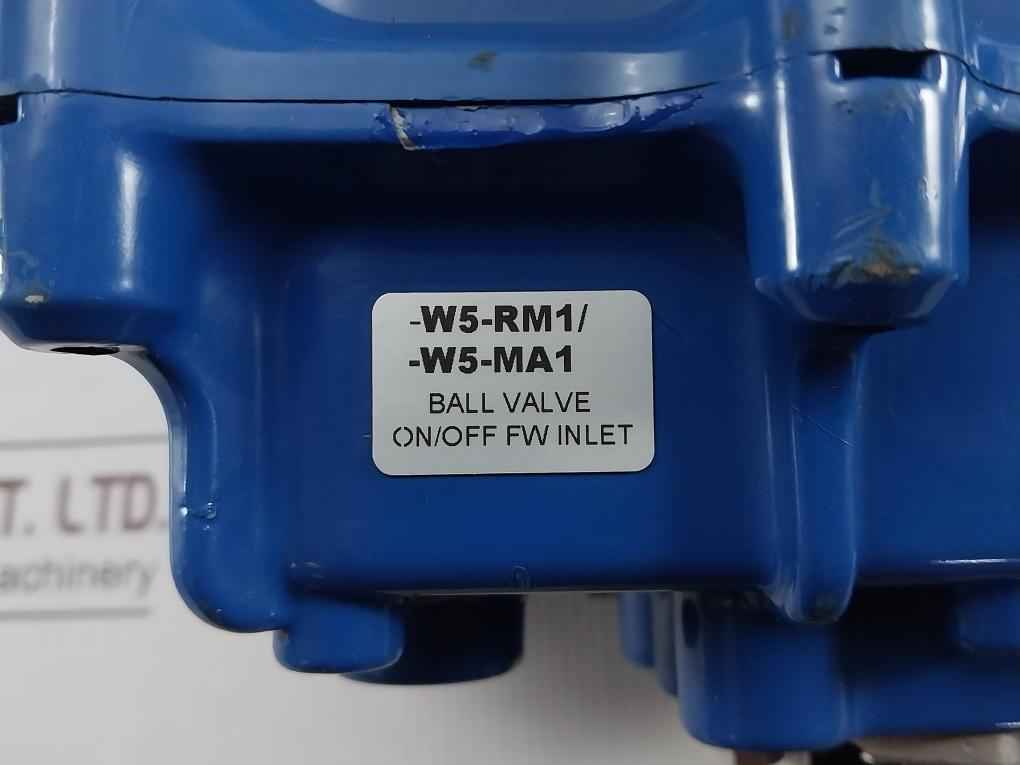 -W5-RM1/
-W5-MA1
BALL VALVE
ON/OFF FW INLET
T. LTD.
achinery